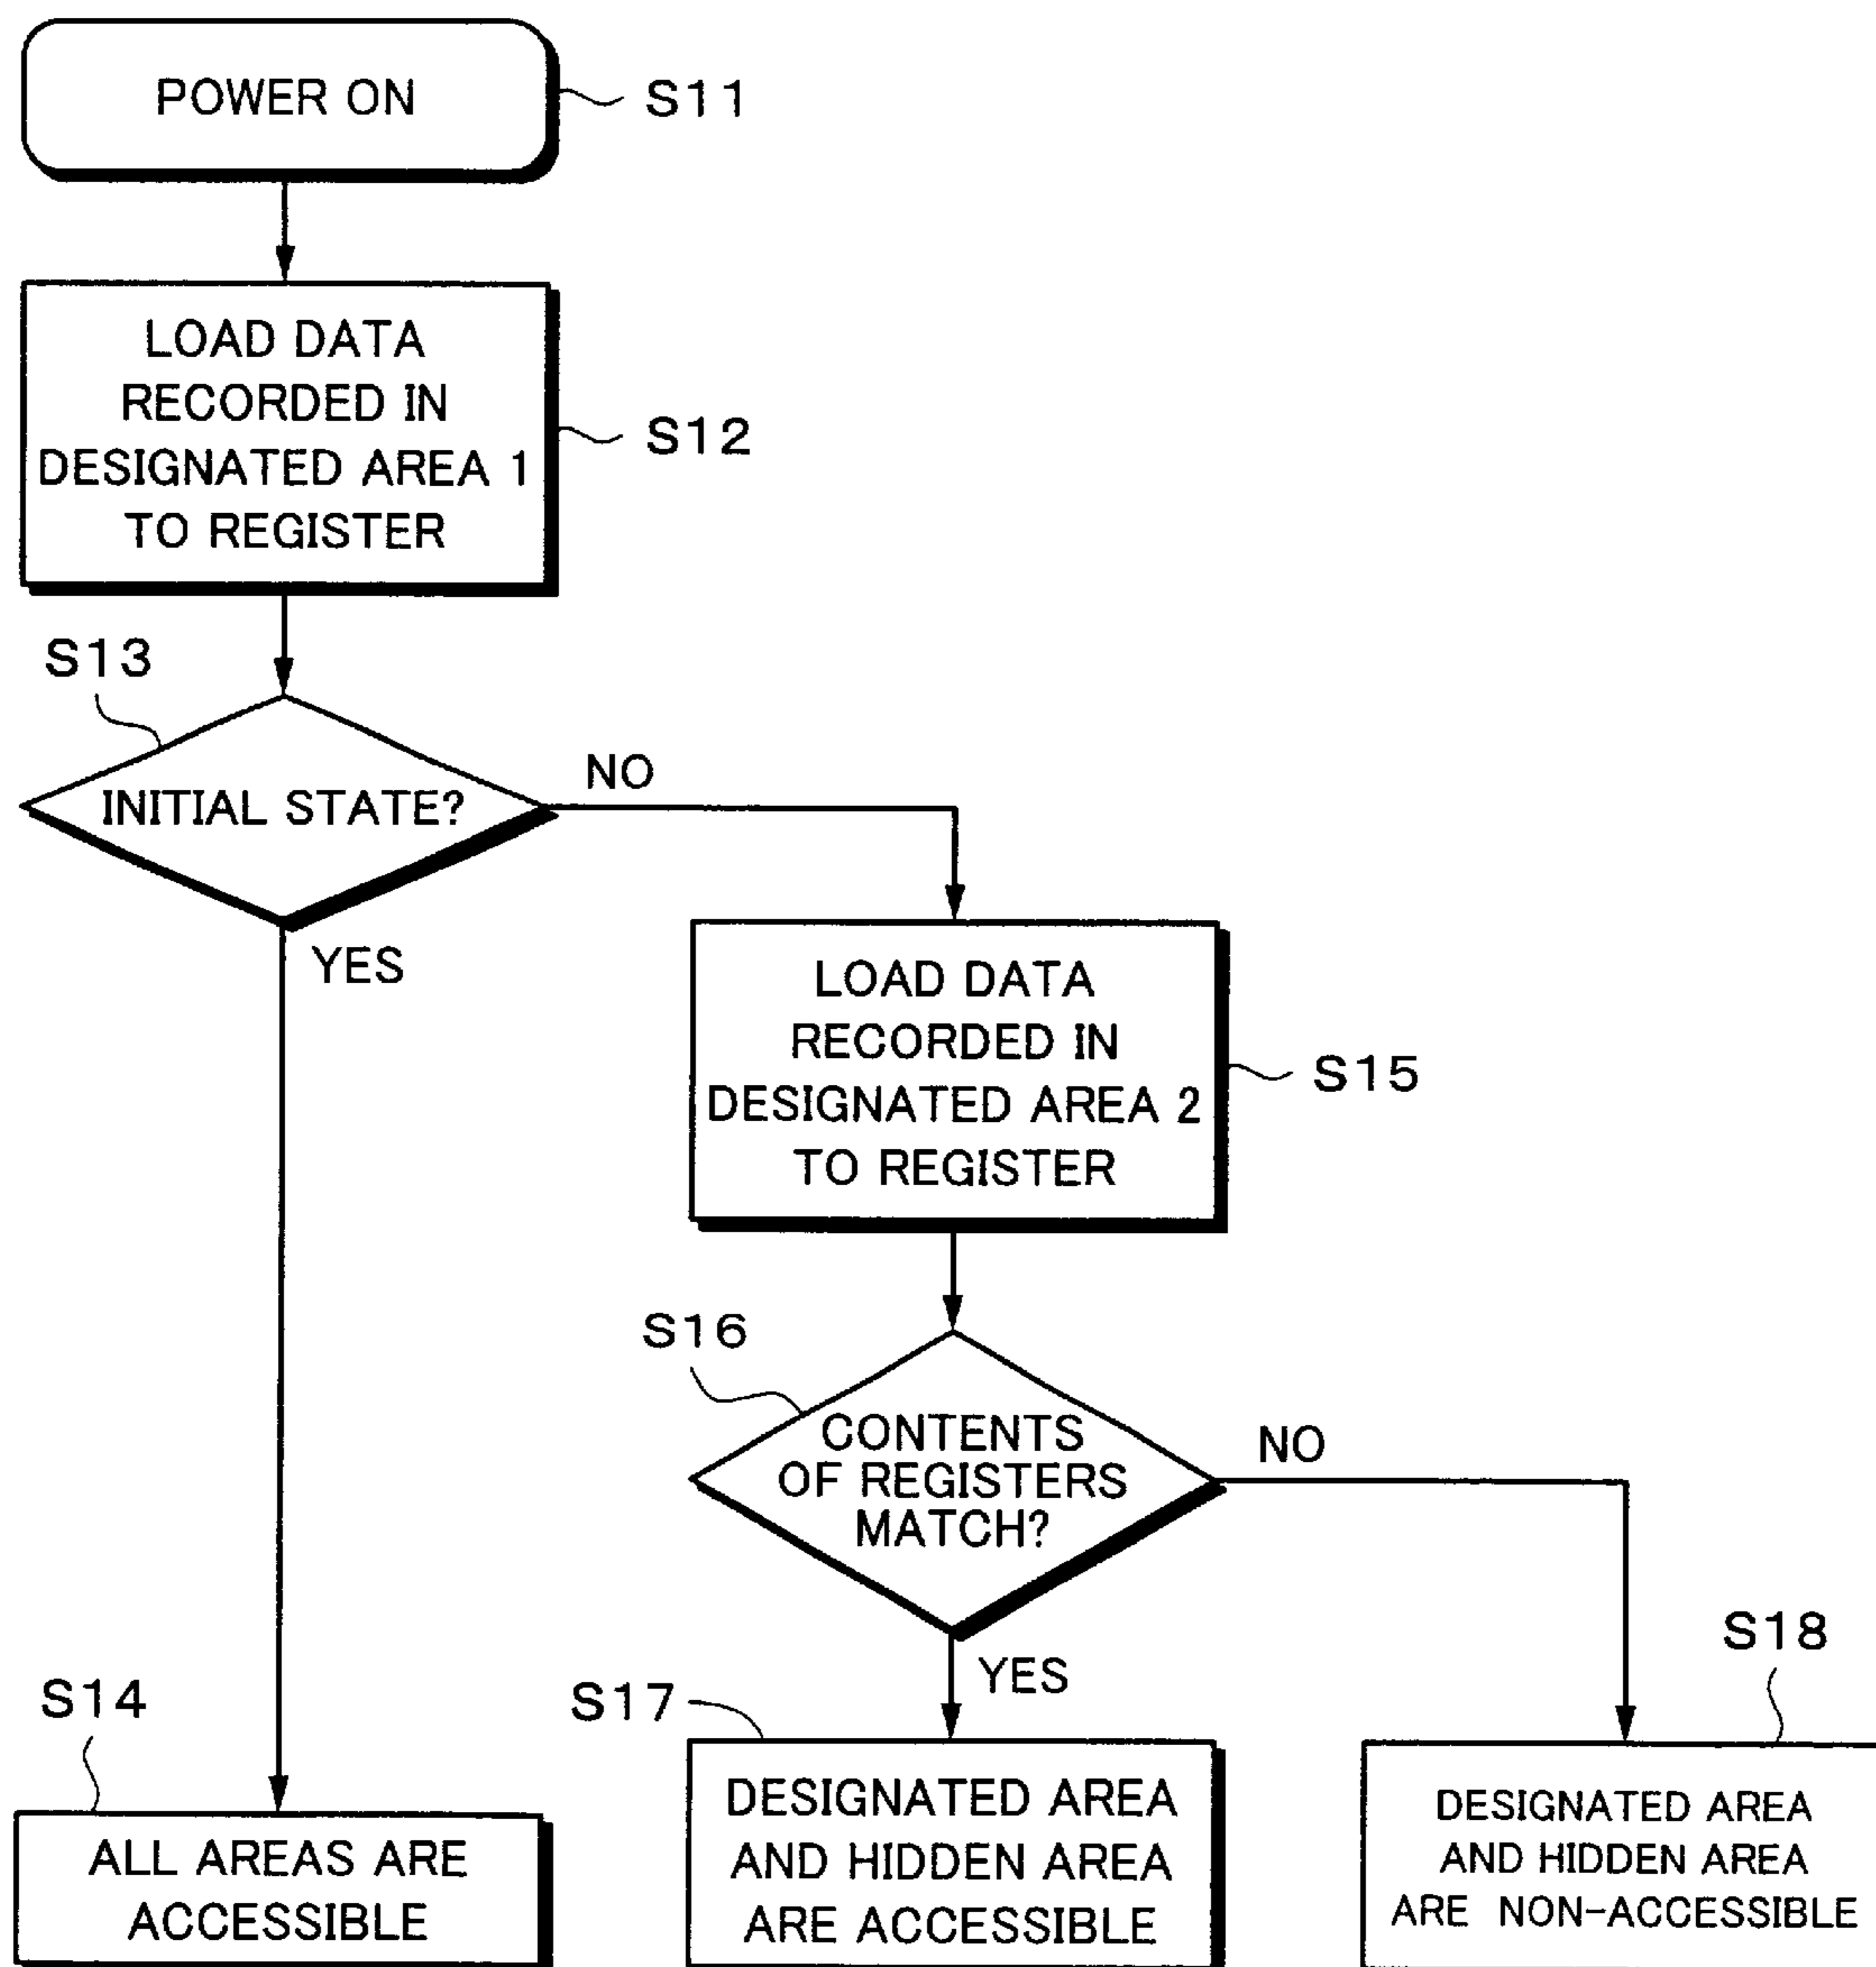 POWER ON
S11
LOAD DATA
RECORDED IN
DESIGNATED AREA 1
TO REGISTER
S12
S13
INITIAL STATE?
NO
YES
LOAD DATA
RECORDED IN
DESIGNATED AREA 2
TO REGISTER
S15
S16
CONTENTS
OF REGISTERS
MATCH?
NO
YES
S14
ALL AREAS ARE
ACCESSIBLE
S17
DESIGNATED AREA
AND HIDDEN AREA
ARE ACCESSIBLE
S18
DESIGNATED AREA
AND HIDDEN AREA
ARE NON-ACCESSIBLE